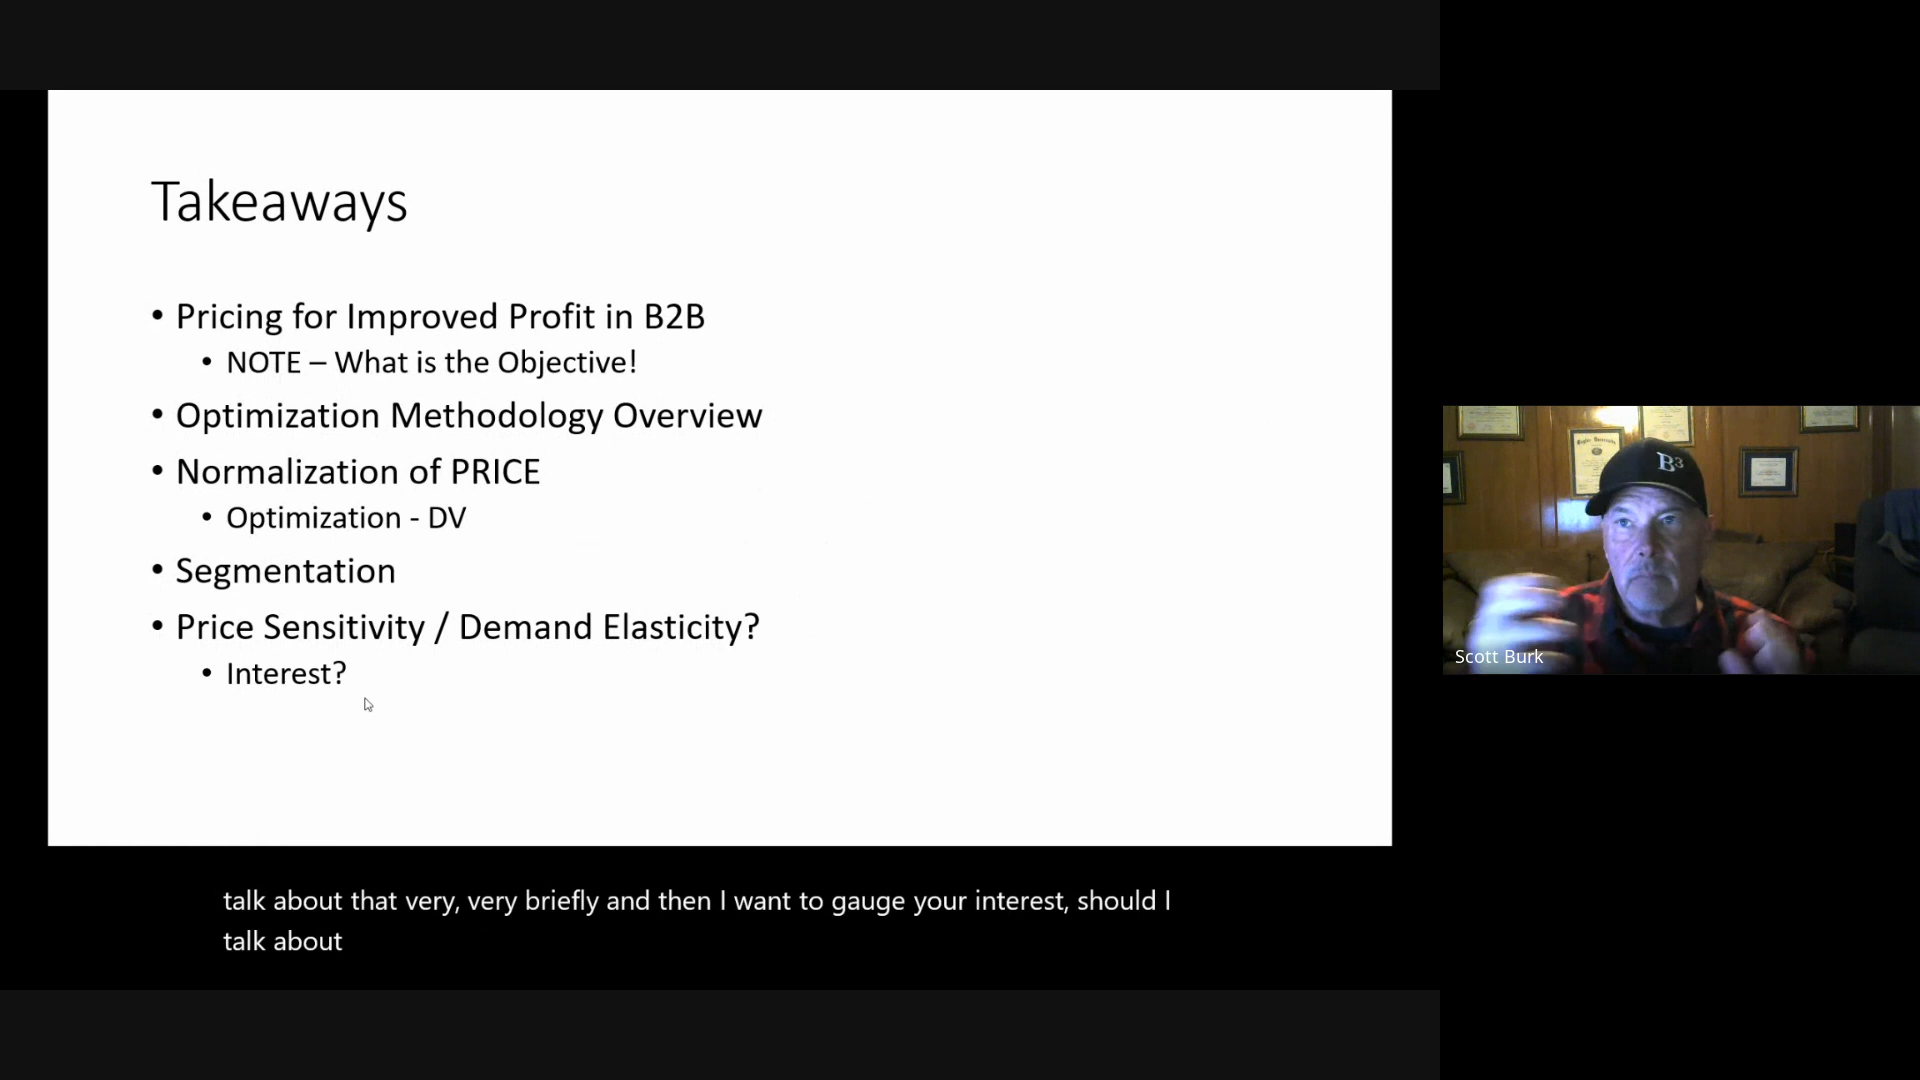 Takeaways
• Pricing for Improved Profit in B2B
• NOTE – What is the Objective!
• Optimization Methodology Overview
• Normalization of PRICE
• Optimization - DV
• Segmentation
• Price Sensitivity / Demand Elasticity?
• Interest?
B3
Scott Burk
talk about that very, very briefly and then I want to gauge your interest, should I
talk about